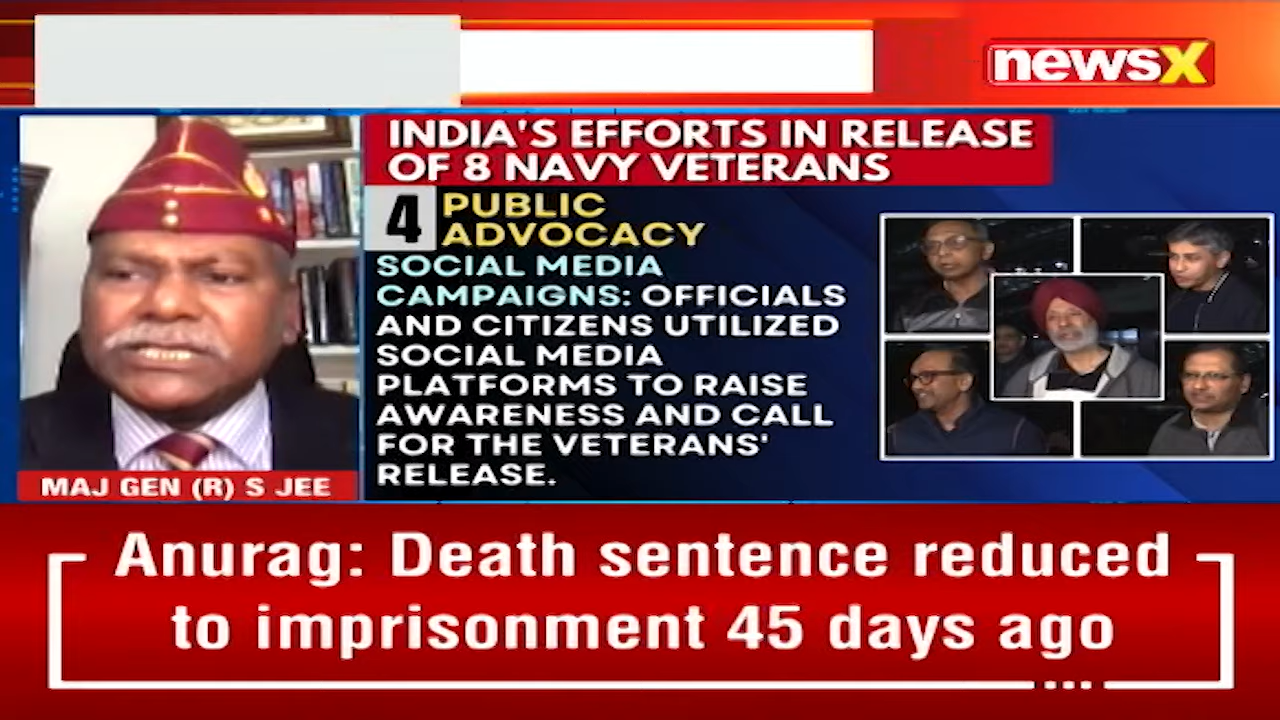 newsX
INDIA'S EFFORTS IN RELEASE
OF 8 NAVY VETERANS
4 PUBLIC
ADVOCACY
SOCIAL MEDIA
CAMPAIGNS: OFFICIALS
AND CITIZENS UTILIZED
SOCIAL MEDIA
PLATFORMS TO RAISE
AWARENESS AND CALL
FOR THE VETERANS'
RELEASE.
MAJ GEN (R) S JEE
Anurag: Death sentence reduced
to imprisonment 45 days ago